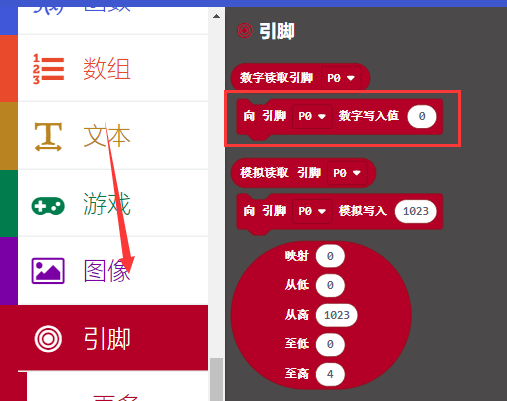 f(x) 函数
1 2 3 数组
T 文本
游戏
图像
引脚
更多
引脚
数字读取引脚 P0
向 引脚 P0 数字写入值 0
模拟读取 引脚 P0
向 引脚 P0 模拟写入 1023
映射 0
从低 0
从高 1023
至低 0
至高 4